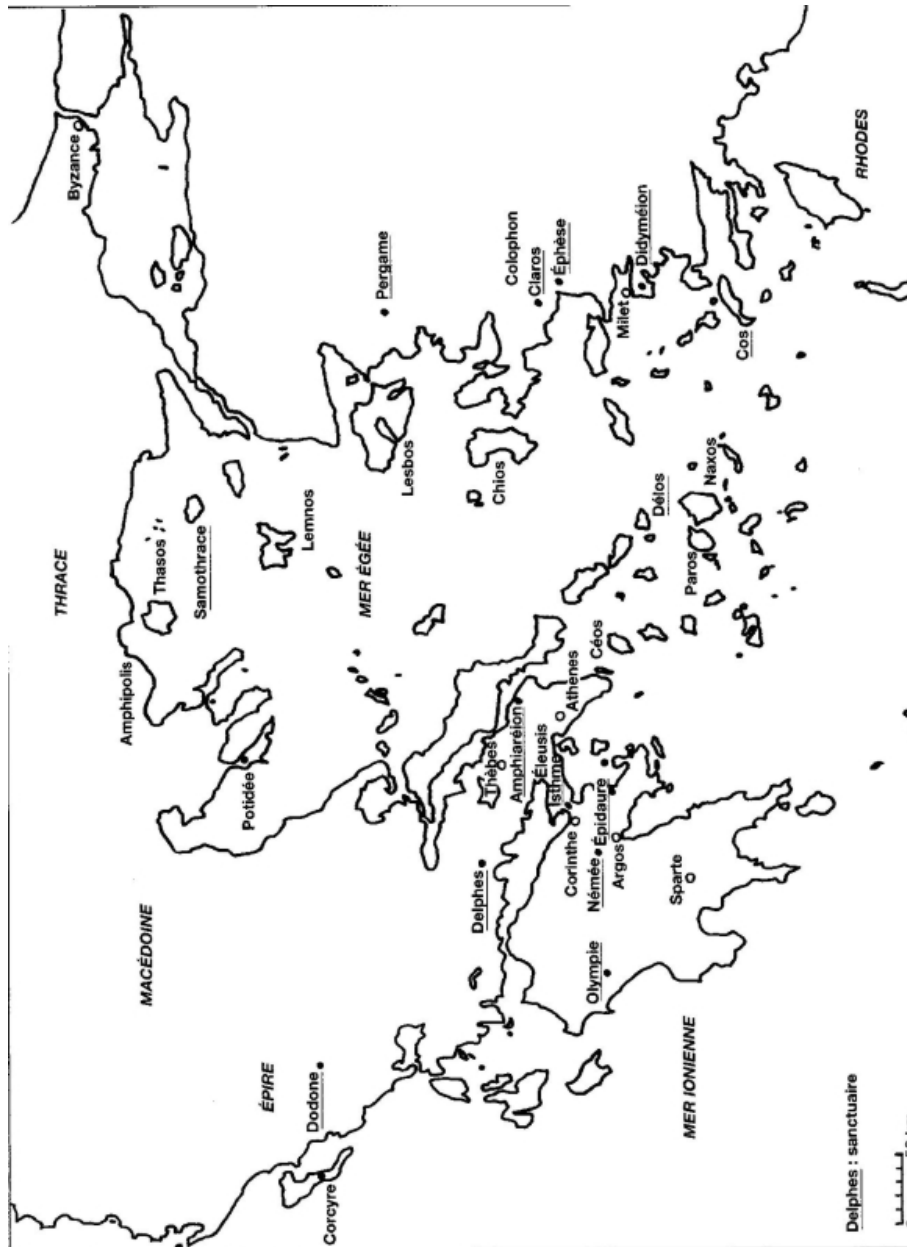 THRACE
Byzance
Amphipolis
Thasos
Samothrace
MACÉDOINE
Potidée
Lemnos
ÉPIRE
Dodone
Corcyre
MER ÉGÉE
Pergame
Lesbos
Delphes
Thèbes
Amphiaréion
Éleusis
Isthme
Chios
Colophon
Claros
Éphèse
Corinthe
Athènes
Céos
Némée
Épidaure
Argos
Olympie
Délos
Milet
Didyméion
Sparte
Paros
Naxos
Cos
MER IONIENNE
RHODES
Delphes : sanctuaire